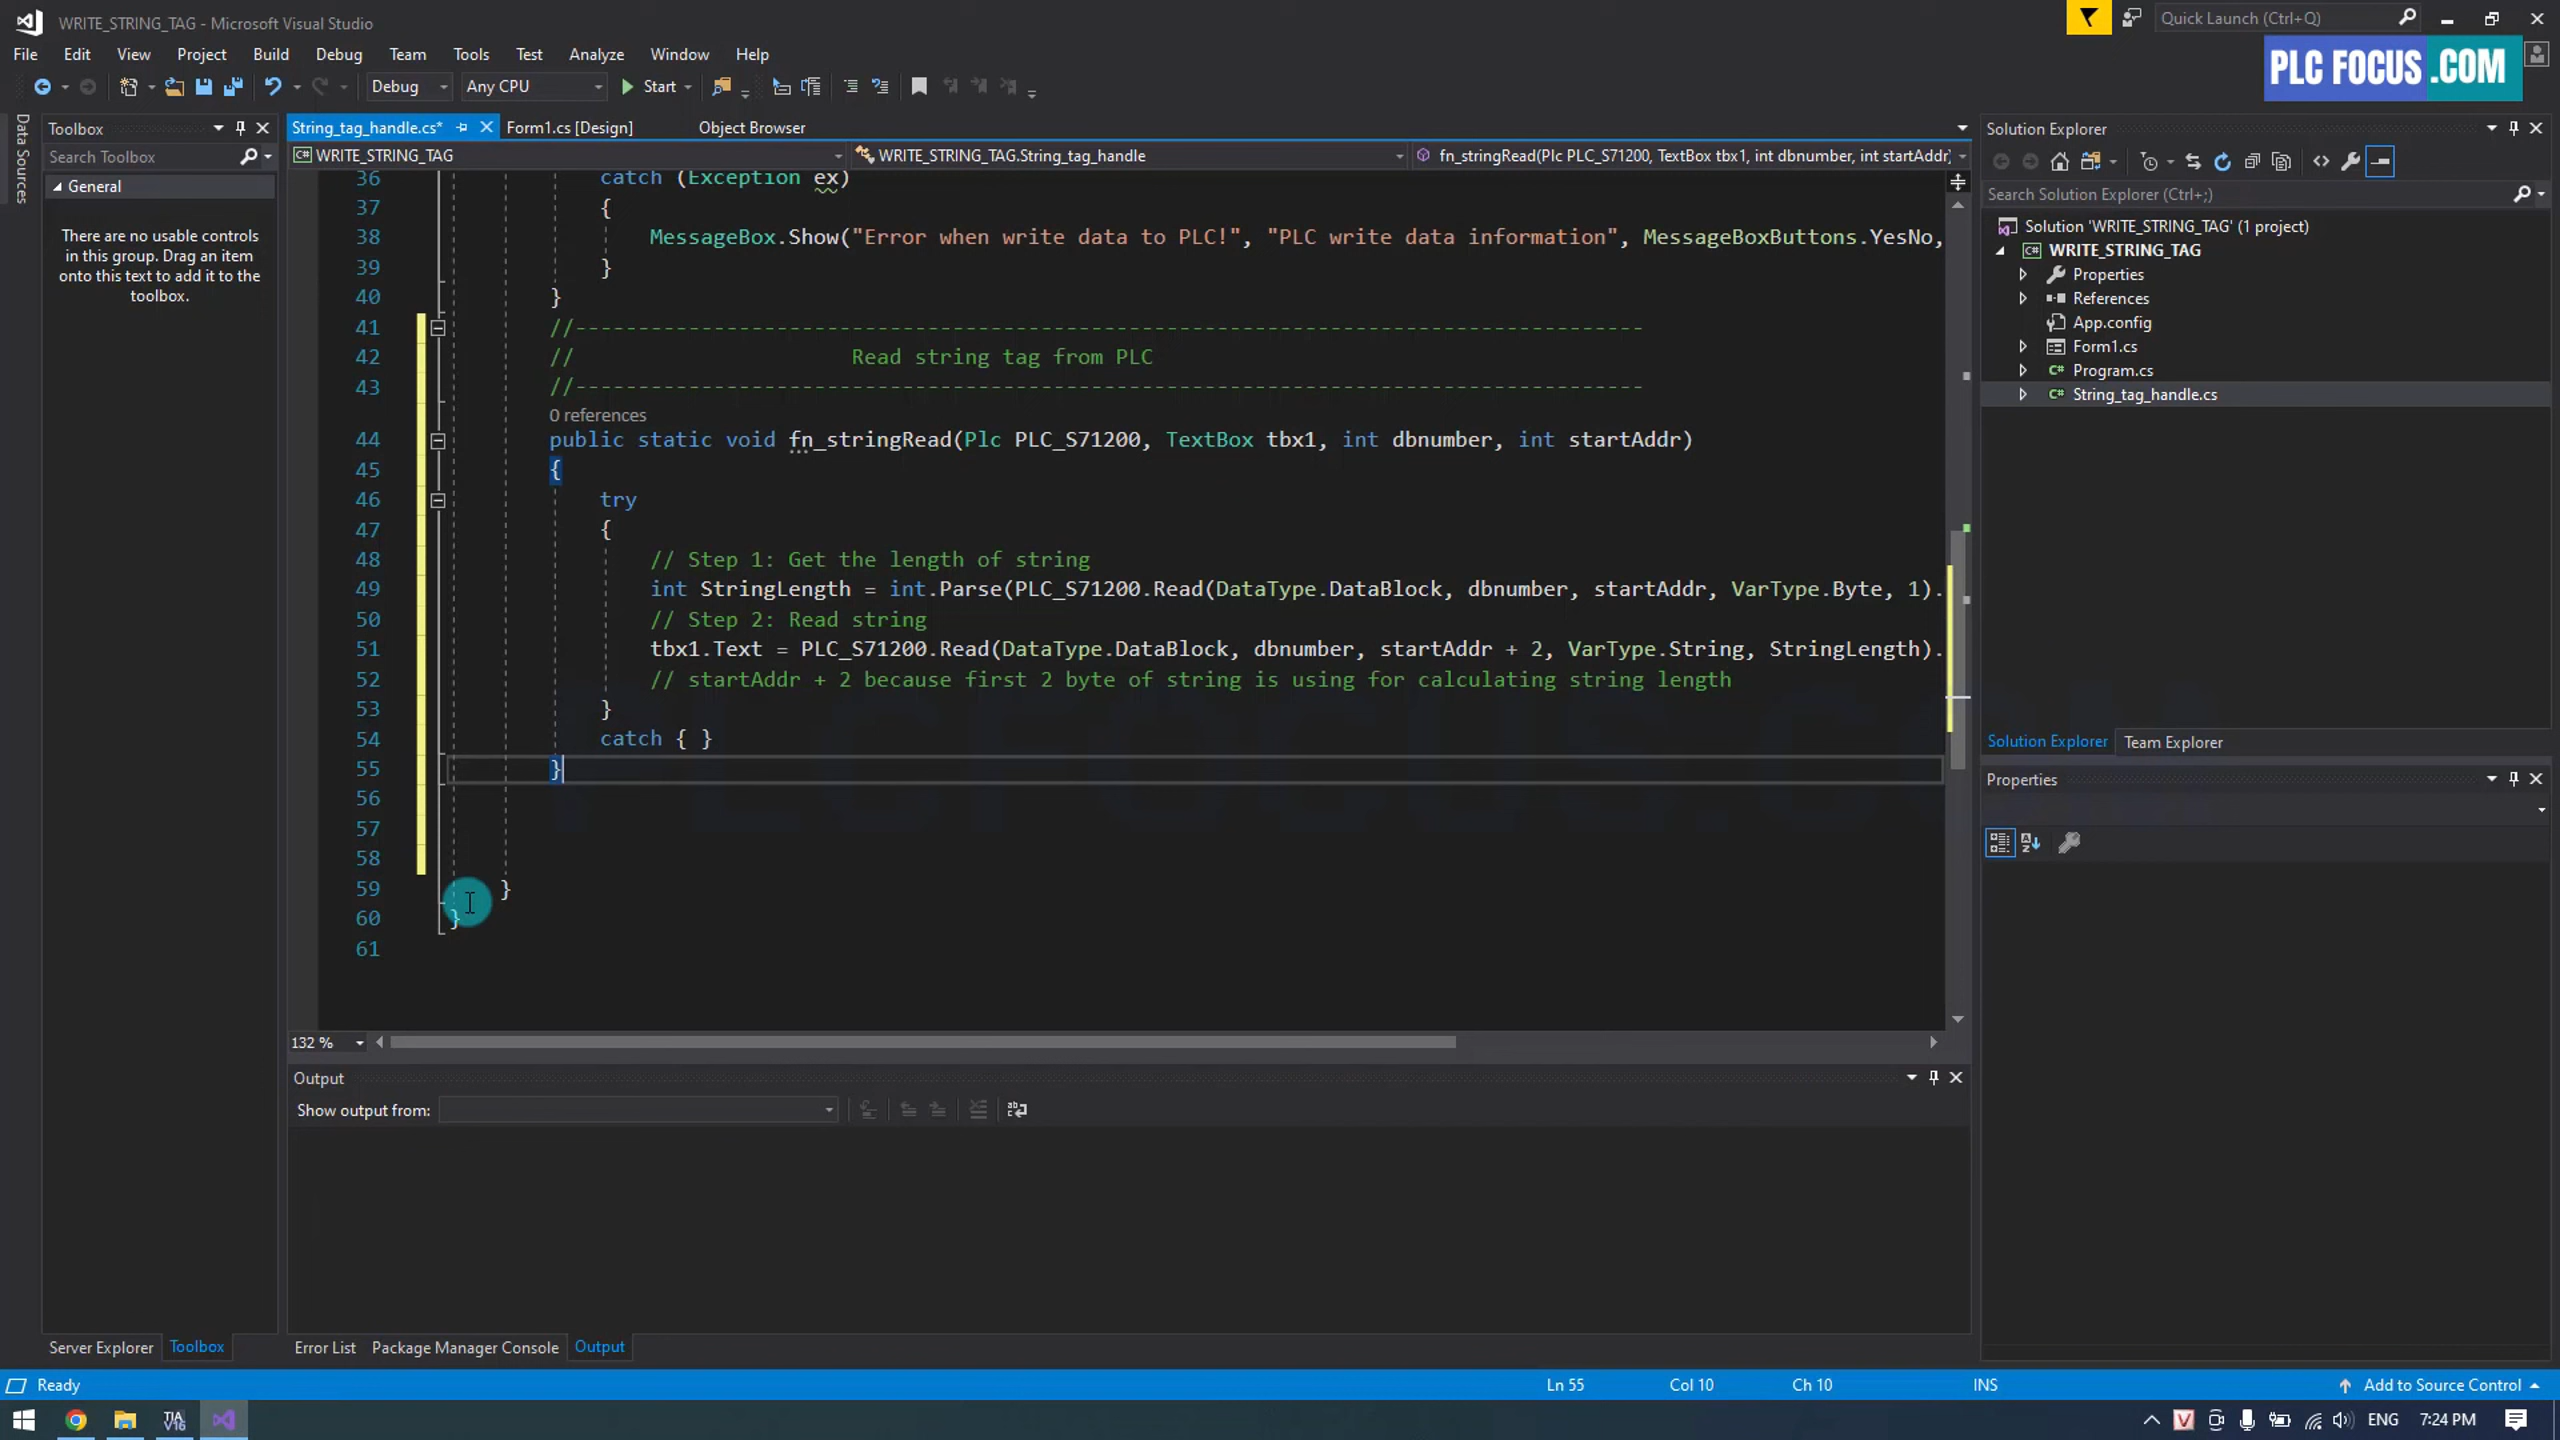 WRITE_STRING_TAG - Microsoft Visual Studio
Quick Launch (Ctrl+Q)
File Edit View Project Build Debug Team Tools Test Analyze Window Help
PLC FOCUS .COM
Debug Any CPU Start
Data Sources
Toolbox
Search Toolbox
General
There are no usable controls
in this group. Drag an item
onto this text to add it to the
toolbox.
String_tag_handle.cs* Form1.cs [Design] Object Browser
WRITE_STRING_TAG WRITE_STRING_TAG.String_tag_handle fn_stringRead(Plc PLC_S71200, TextBox tbx1, int dbnumber, int startAddr)
36 catch (Exception ex)
37 {
38 MessageBox.Show("Error when write data to PLC!", "PLC write data information", MessageBoxButtons.YesNo,
39 }
40 }
41 //-------------------------------------------------------------------------------------
42 // Read string tag from PLC
43 //-------------------------------------------------------------------------------------
0 references
44 public static void fn_stringRead(Plc PLC_S71200, TextBox tbx1, int dbnumber, int startAddr)
45 {
46 try
47 {
48 // Step 1: Get the length of string
49 int StringLength = int.Parse(PLC_S71200.Read(DataType.DataBlock, dbnumber, startAddr, VarType.Byte, 1).
50 // Step 2: Read string
51 tbx1.Text = PLC_S71200.Read(DataType.DataBlock, dbnumber, startAddr + 2, VarType.String, StringLength).
52 // startAddr + 2 because first 2 byte of string is using for calculating string length
53 }
54 catch { }
55 }
56
57
58
59 }
60 }
61
132 %
Output
Show output from:
Server Explorer Toolbox
Error List Package Manager Console Output
Solution Explorer
Search Solution Explorer (Ctrl+;)
Solution 'WRITE_STRING_TAG' (1 project)
WRITE_STRING_TAG
Properties
References
App.config
Form1.cs
Program.cs
String_tag_handle.cs
Solution Explorer Team Explorer
Properties
PLCFOCUS.COM
Ready Ln 55 Col 10 Ch 10 INS Add to Source Control
TIA V16
ENG 7:24 PM